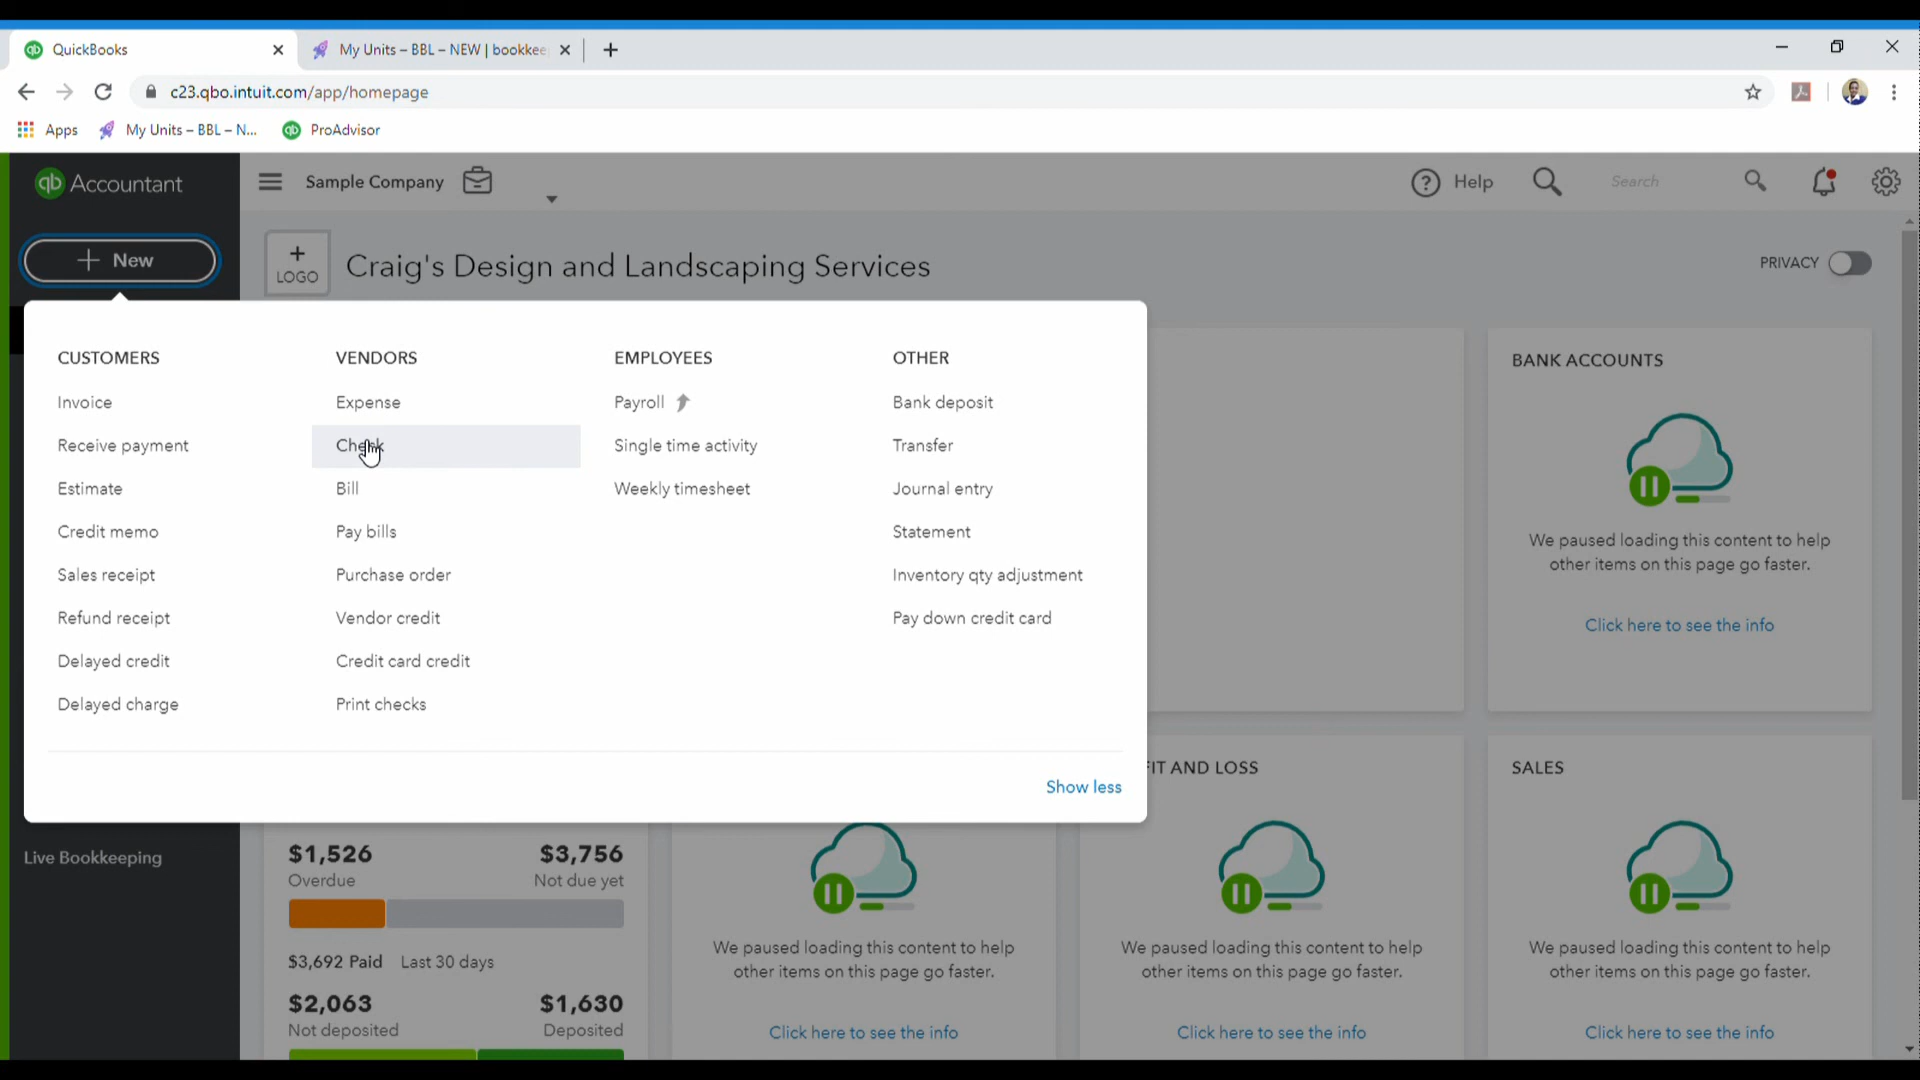 QuickBooks
My Units – BBL – NEW | bookkee
c23.qbo.intuit.com/app/homepage
Apps
My Units – BBL – N...
ProAdvisor
qb Accountant
Sample Company
Help
Search
+ New
+
LOGO
Craig's Design and Landscaping Services
PRIVACY
CUSTOMERS
Invoice
Receive payment
Estimate
Credit memo
Sales receipt
Refund receipt
Delayed credit
Delayed charge
VENDORS
Expense
Check
Bill
Pay bills
Purchase order
Vendor credit
Credit card credit
Print checks
EMPLOYEES
Payroll
Single time activity
Weekly timesheet
OTHER
Bank deposit
Transfer
Journal entry
Statement
Inventory qty adjustment
Pay down credit card
Show less
BANK ACCOUNTS
We paused loading this content to help
other items on this page go faster.
Click here to see the info
Live Bookkeeping
$1,526 $3,756
Overdue Not due yet
$3,692 Paid Last 30 days
$2,063 $1,630
Not deposited Deposited
We paused loading this content to help
other items on this page go faster.
Click here to see the info
IT AND LOSS
We paused loading this content to help
other items on this page go faster.
Click here to see the info
SALES
We paused loading this content to help
other items on this page go faster.
Click here to see the info